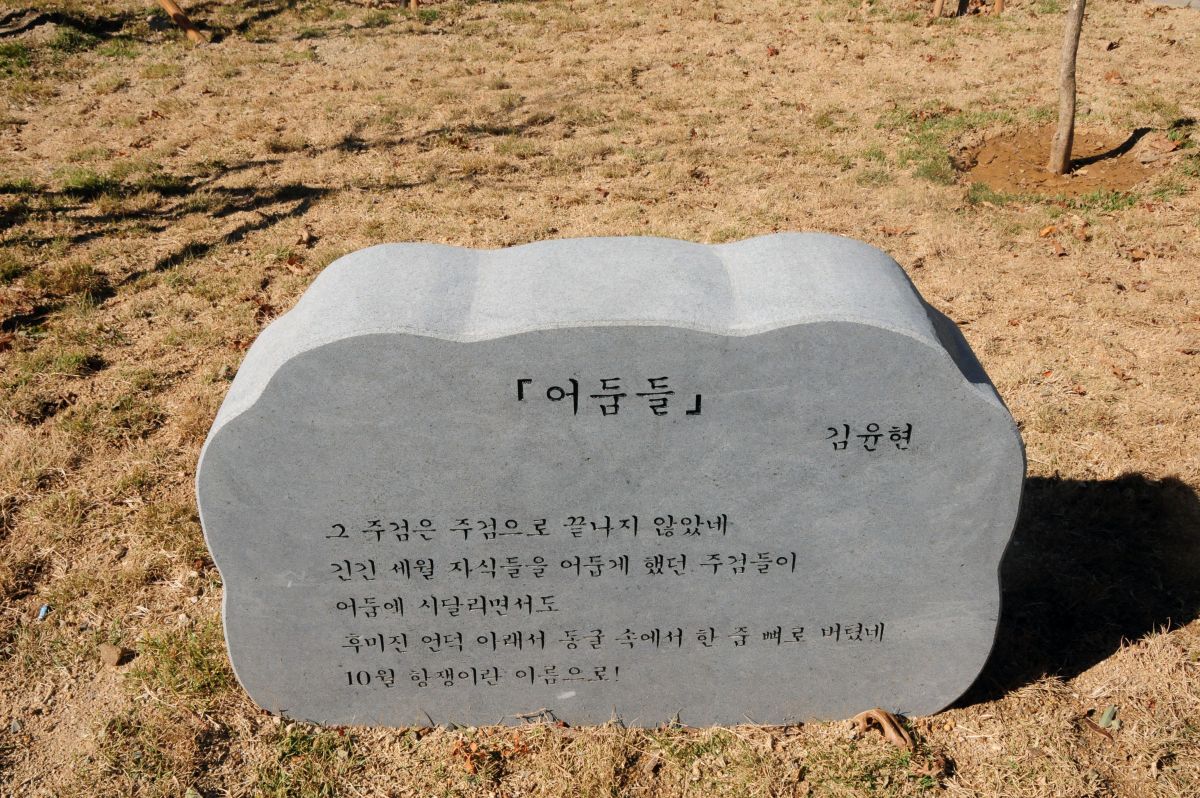 「어둠들」
김윤현
그 주검은 주검으로 끝나지 않았네
긴긴 세월 자식들을 어둡게 했던 주검들이
어둠에 시달리면서도
후미진 언덕 아래서 동굴 속에서 한 줌 뼈로 버텼네
10월 항쟁이란 이름으로!